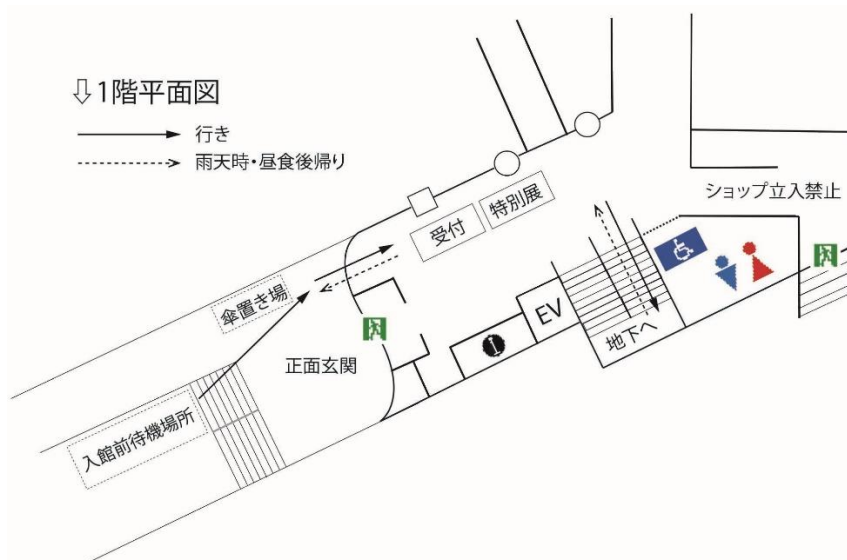 ⇩1階平面図
行き
雨天時・昼食後帰り
ショップ立入禁止
特別展
受付
傘置き場
EV
地下へ
正面玄関
入館前待機場所